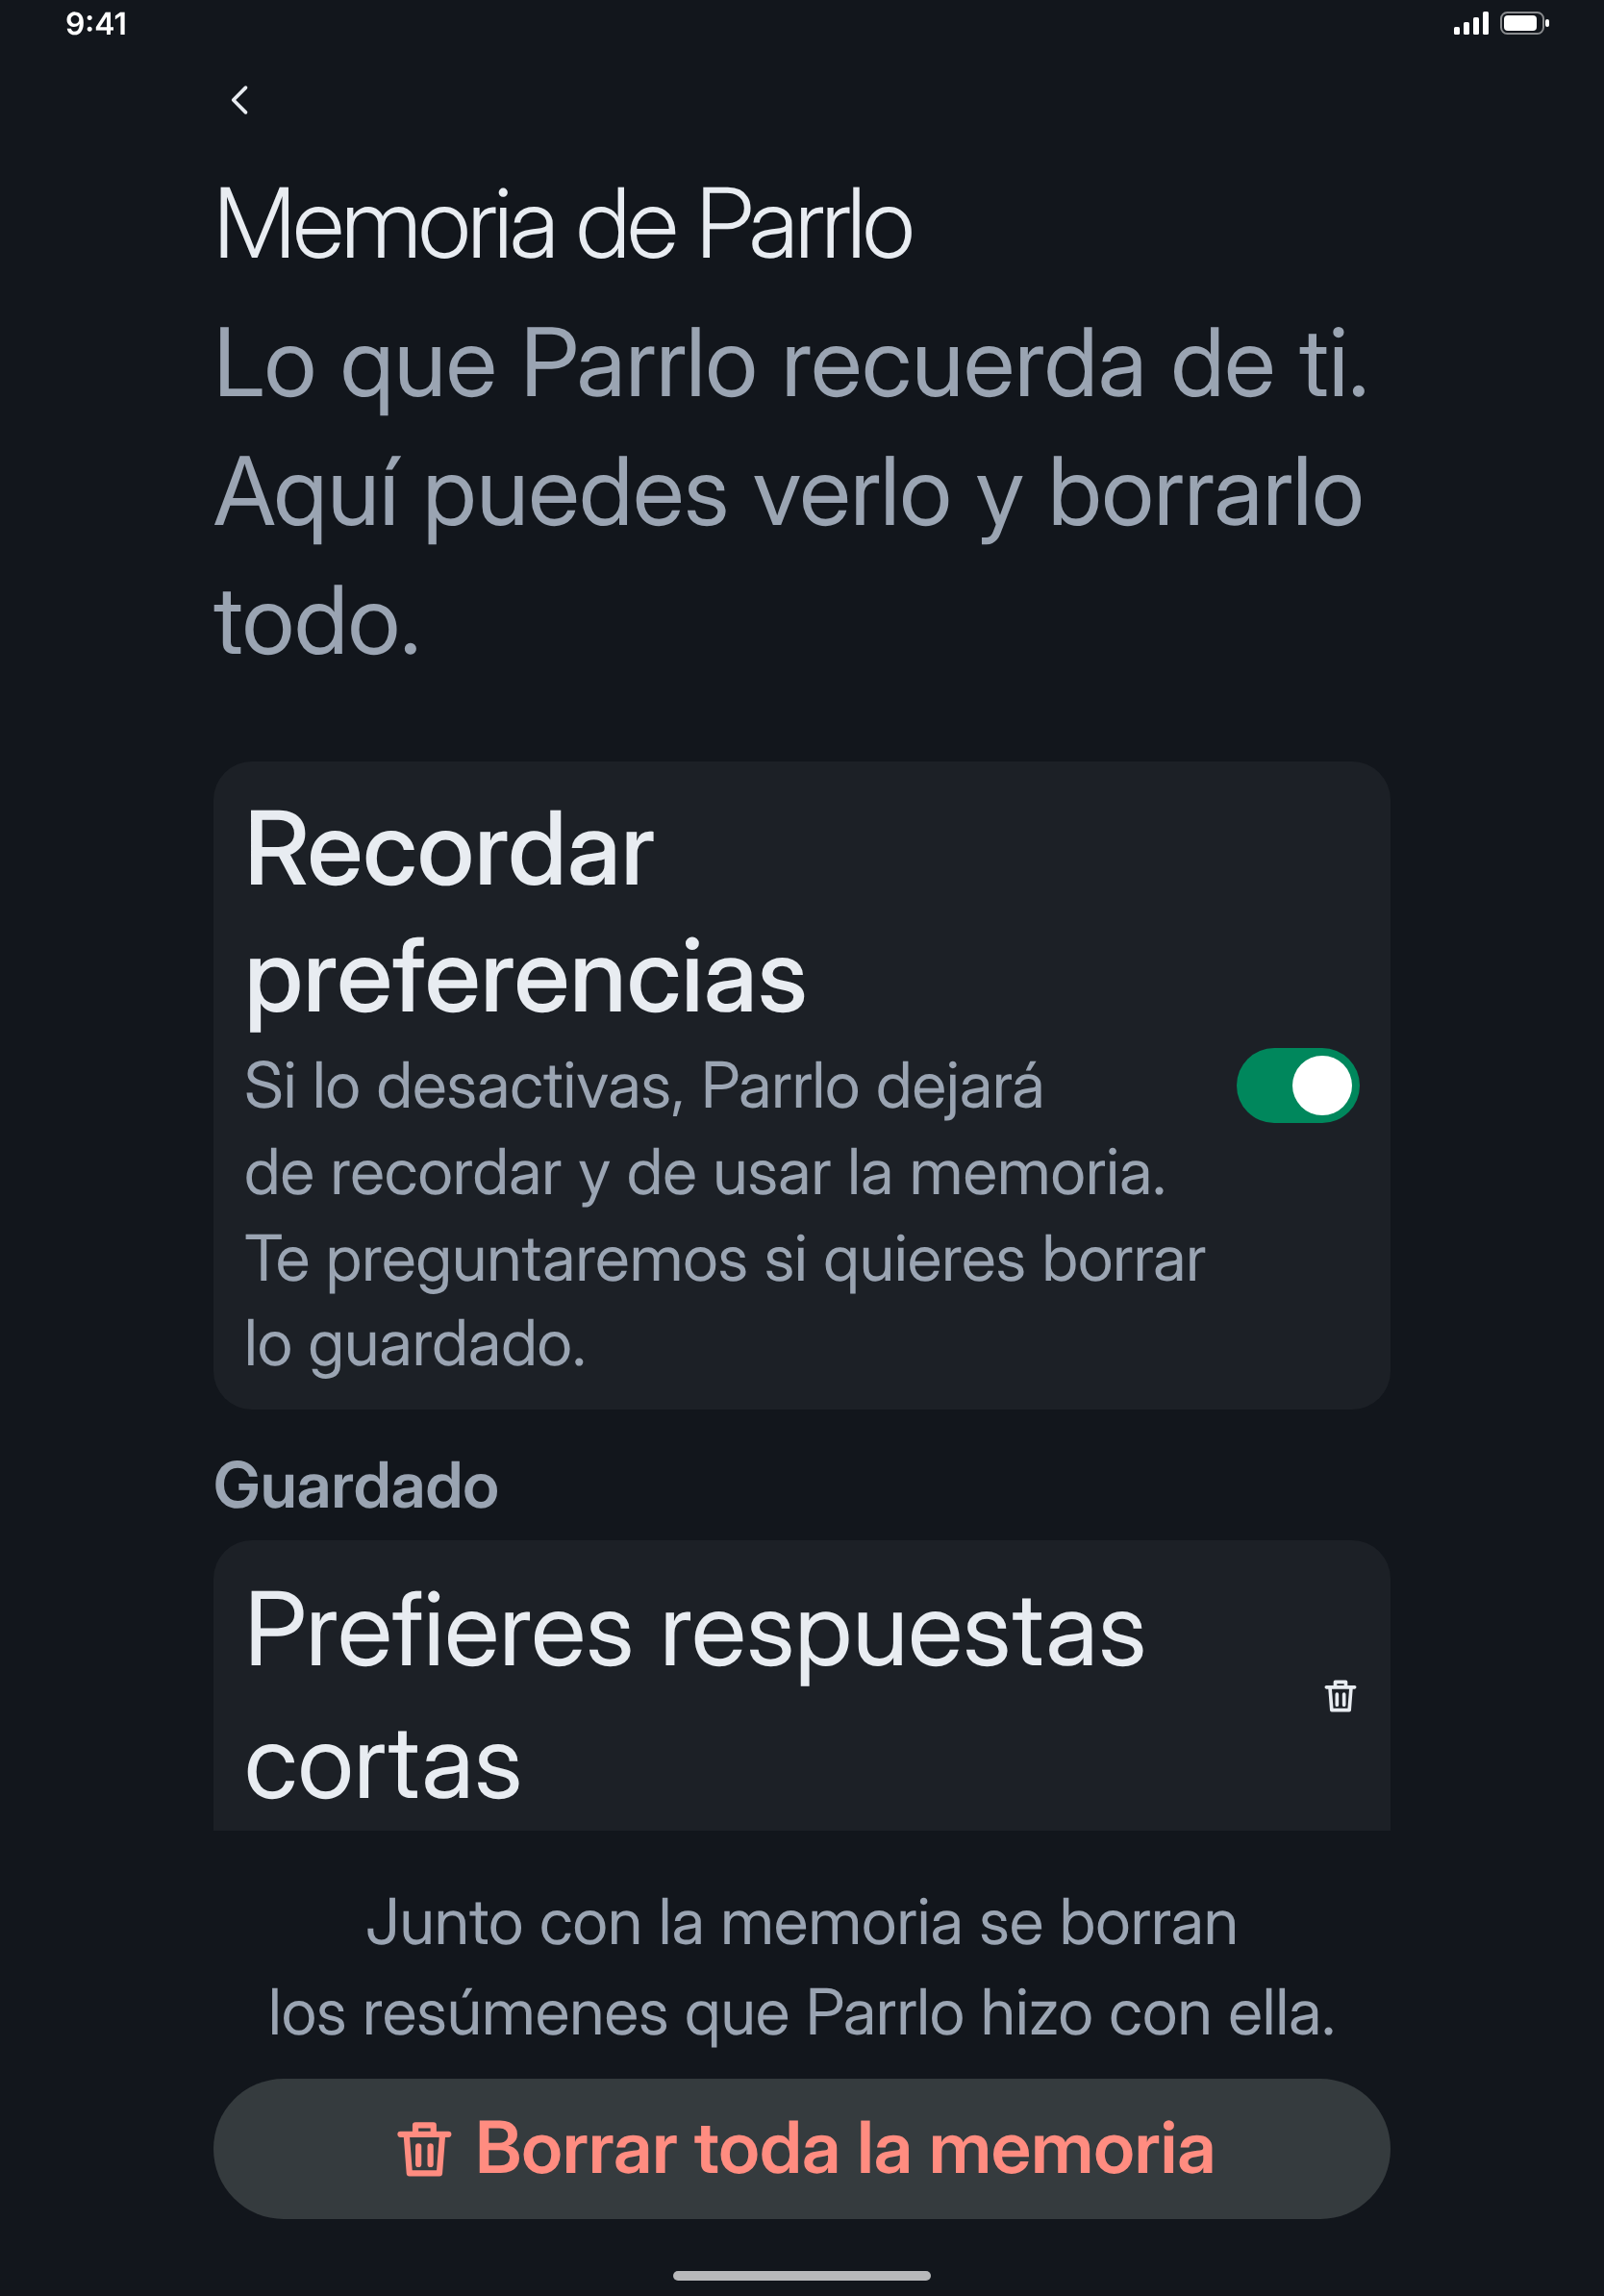 9:41
Memoria de Parrlo
Lo que Parrlo recuerda de ti.
Aquí puedes verlo y borrarlo
todo.
Recordar
preferencias
Si lo desactivas, Parrlo dejará
de recordar y de usar la memoria.
Te preguntaremos si quieres borrar
lo guardado.
Guardado
Prefieres respuestas
cortas
Junto con la memoria se borran
los resúmenes que Parrlo hizo con ella.
Borrar toda la memoria